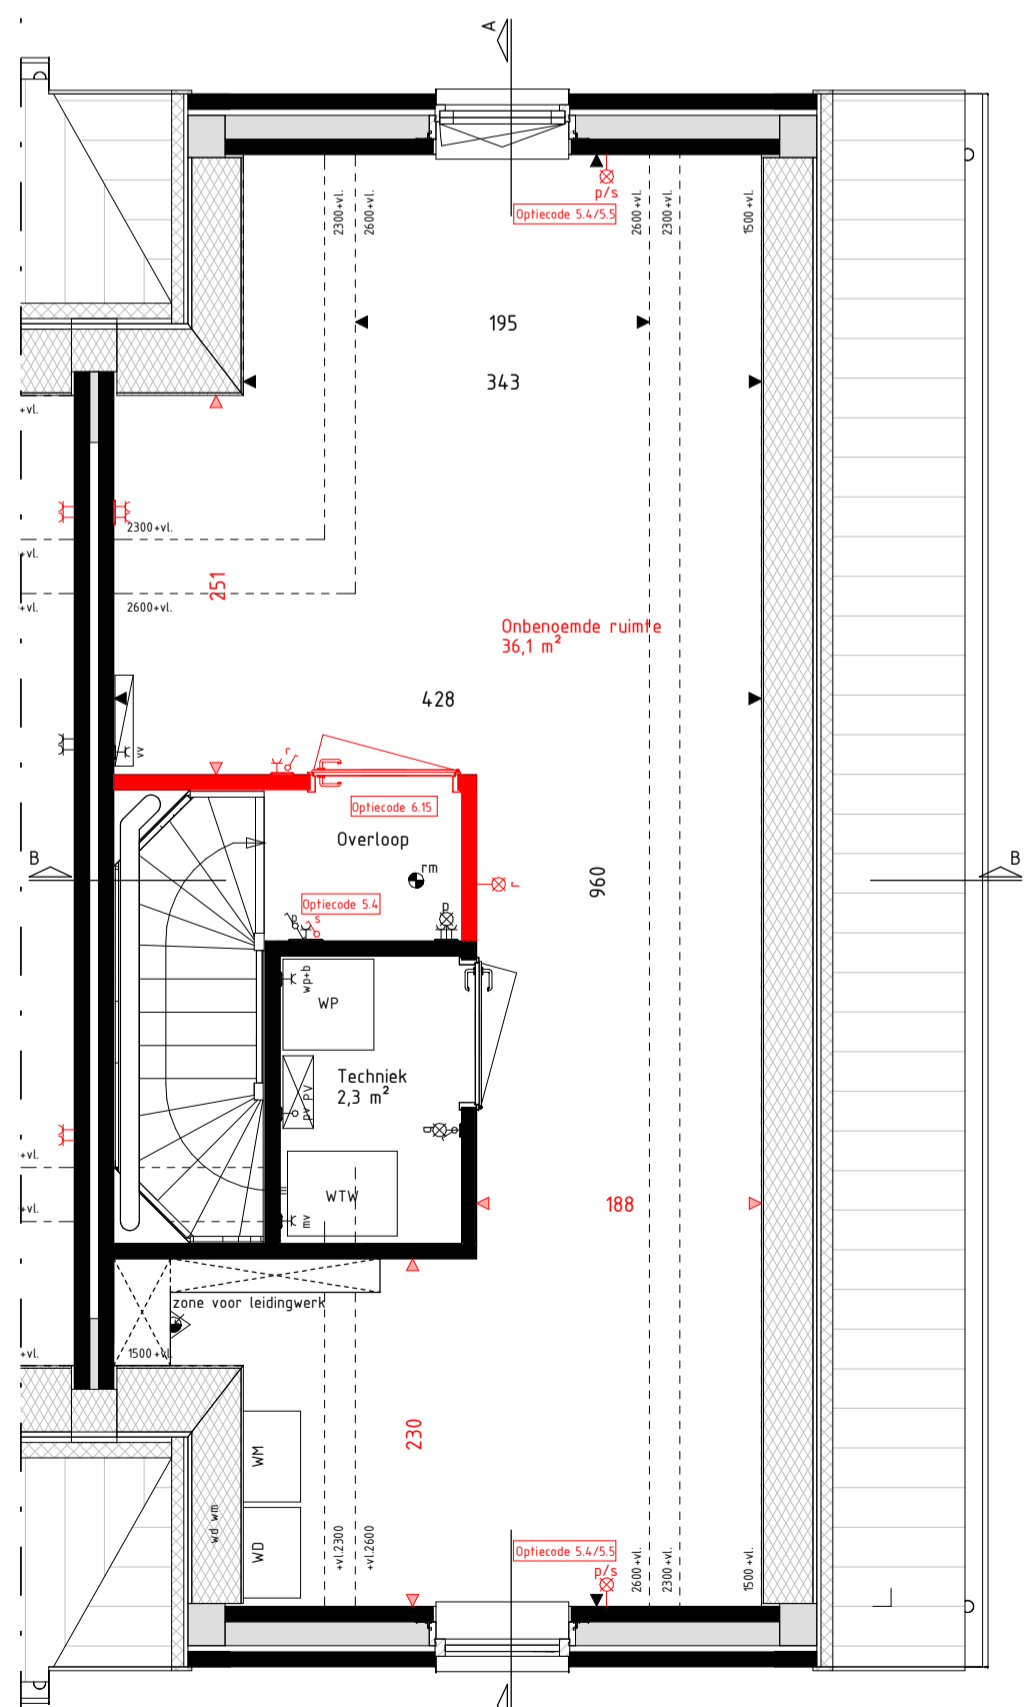 A
2300+vl.
2600+vl.
p/s
Optiecode 5.4/5.5
2600+vl.
2300+vl.
1500+vl.
195
343
+vl.
2300+vl.
+vl.
251
2600+vl.
+vl.
Onbenoemde ruimte
36,1 m²
428
vv
r
Optiecode 6.15
Overloop
B
rm
B
960
r
Optiecode 5.4
p
s
p
wp+b
WP
Techniek
2,3 m²
pv PV
g
+vl.
WTW
188
mv
+vl.
zone voor leidingwerk
+vl.
1500+vl.
230
WM
wd wm
WD
+vl.2300
+vl.2600
Optiecode 5.4/5.5
p/s
2600+vl.
2300+vl.
1500+vl.